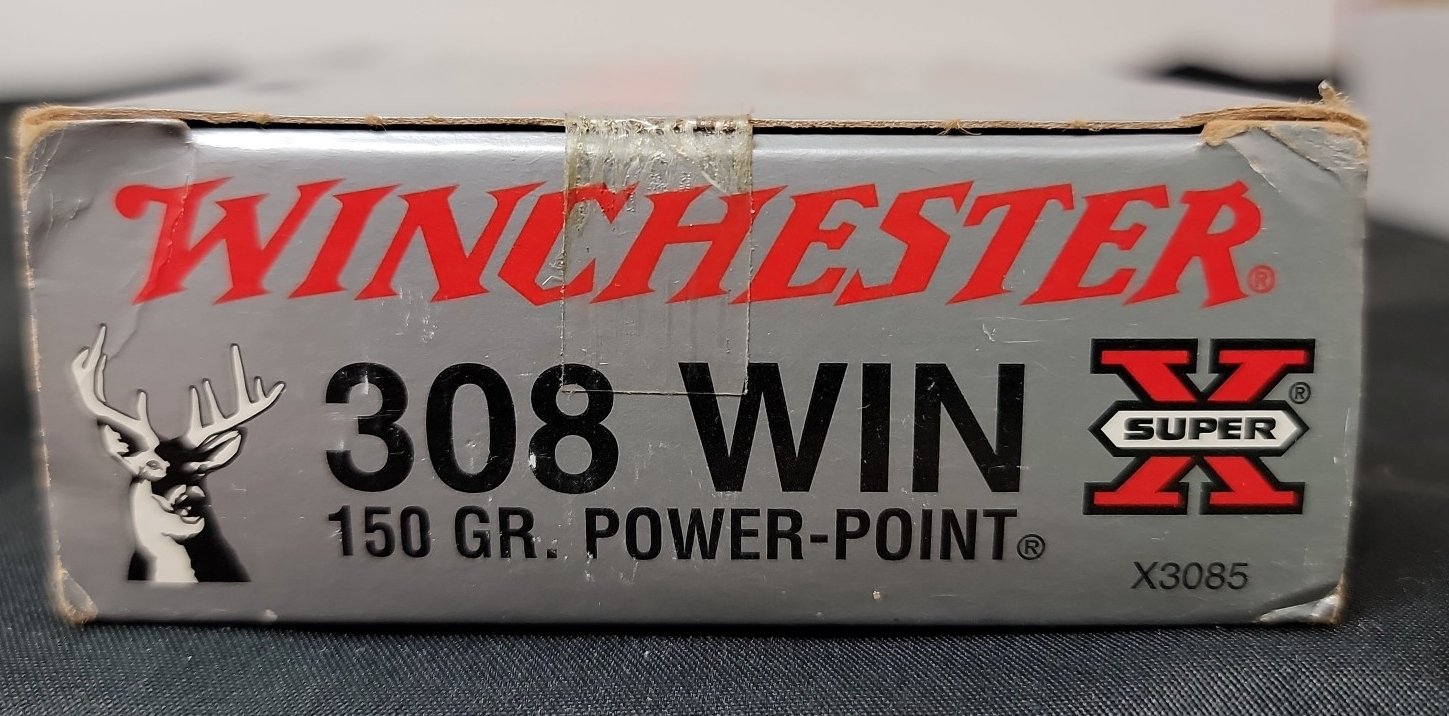 WINCHESTER®
308 WIN
150 GR. POWER-POINT®
X®
SUPER
X3085